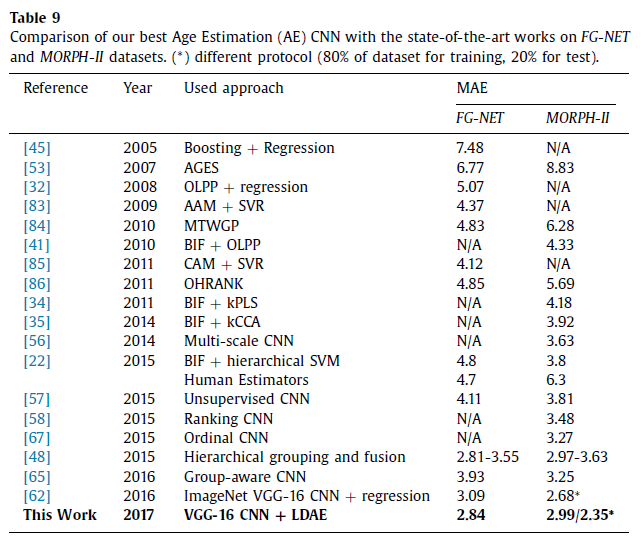 Table 9
Comparison of our best Age Estimation (AE) CNN with the state-of-the-art works on FG-NET
and MORPH-II datasets. (*) different protocol (80% of dataset for training, 20% for test).
Reference Year Used approach MAE
FG-NET MORPH-II
[45] 2005 Boosting + Regression 7.48 N/A
[53] 2007 AGES 6.77 8.83
[32] 2008 OLPP + regression 5.07 N/A
[83] 2009 AAM + SVR 4.37 N/A
[84] 2010 MTWGP 4.83 6.28
[41] 2010 BIF + OLPP N/A 4.33
[85] 2011 CAM + SVR 4.12 N/A
[86] 2011 OHRANK 4.85 5.69
[34] 2011 BIF + kPLS N/A 4.18
[35] 2014 BIF + kCCA N/A 3.92
[56] 2014 Multi-scale CNN N/A 3.63
[22] 2015 BIF + hierarchical SVM 4.8 3.8
Human Estimators 4.7 6.3
[57] 2015 Unsupervised CNN 4.11 3.81
[58] 2015 Ranking CNN N/A 3.48
[67] 2015 Ordinal CNN N/A 3.27
[48] 2015 Hierarchical grouping and fusion 2.81-3.55 2.97-3.63
[65] 2016 Group-aware CNN 3.93 3.25
[62] 2016 ImageNet VGG-16 CNN + regression 3.09 2.68*
This Work 2017 VGG-16 CNN + LDAE 2.84 2.99/2.35*